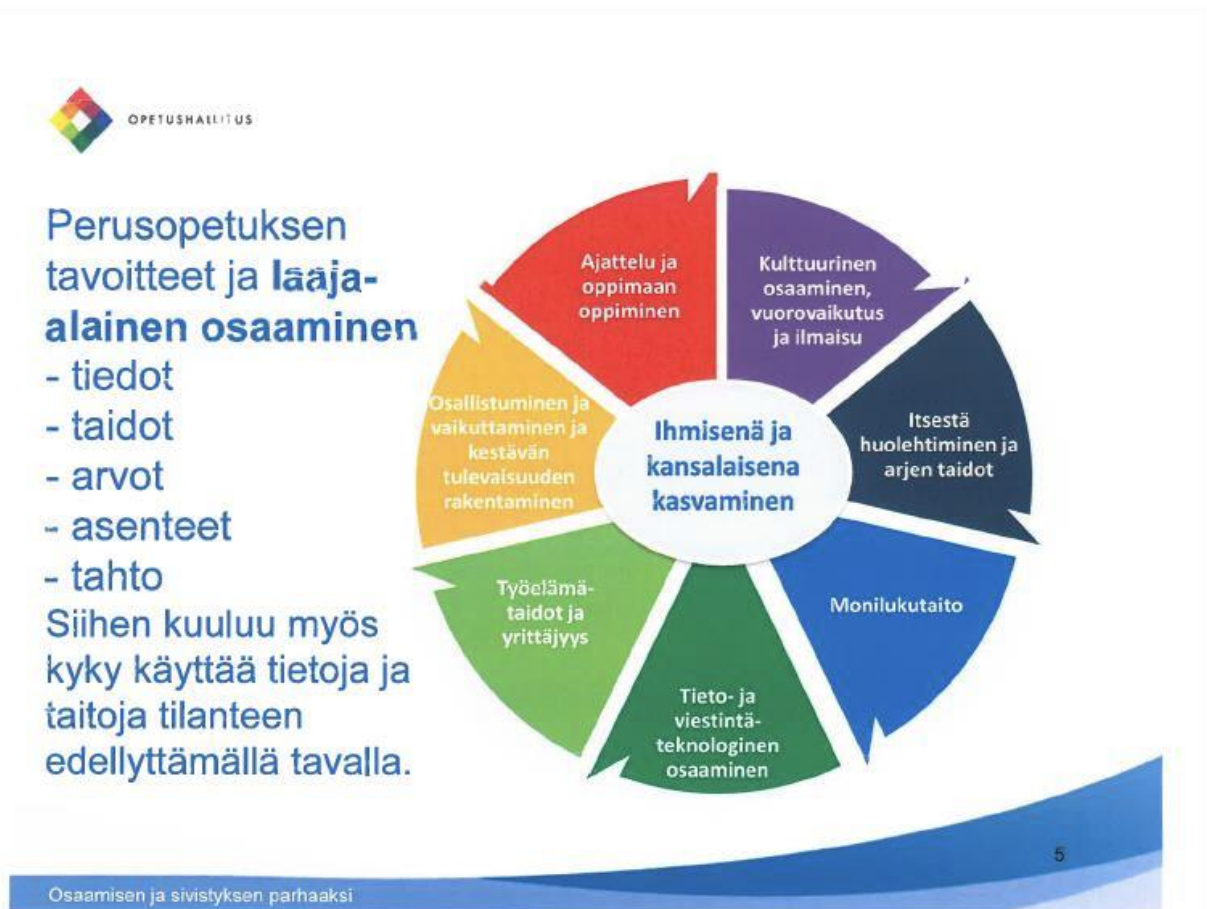 OPETUSHALLITUS
Perusopetuksen
tavoitteet ja laaja-
alainen osaaminen
- tiedot
- taidot
- arvot
- asenteet
- tahto
Siihen kuuluu myös
kyky käyttää tietoja ja
taitoja tilanteen
edellyttämällä tavalla.
Ajattelu ja
oppimaan
oppiminen
Kulttuurinen
osaaminen,
vuorovaikutus
ja ilmaisu
Itsestä
huolehtiminen ja
arjen taidot
Monilukutaito
Tieto- ja
viestintä-
teknologinen
osaaminen
Työelämä-
taidot ja
yrittäjyys
Osallistuminen ja
vaikuttaminen ja
kestävän
tulevaisuuden
rakentaminen
Ihmisenä ja
kansalaisena
kasvaminen
5
Osaamisen ja sivistyksen parhaaksi